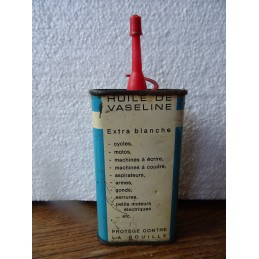 HUILE DE
VASELINE
Extra blanche
- cycles,
- motos,
- machines à écrire,
- machines à coudre,
- aspirateurs,
- armes,
- gonds,
- serrures,
- petits moteurs
électriques
- etc.
PROTÈGE CONTRE
LA ROUILLE